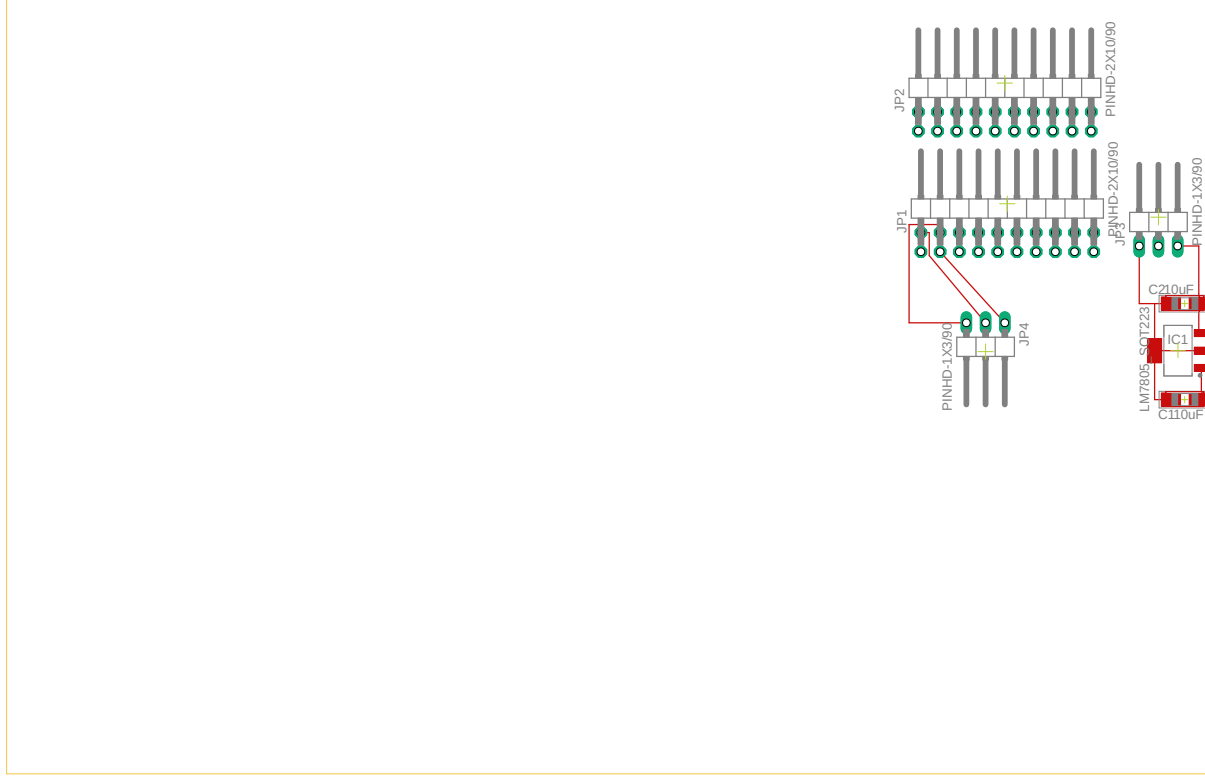 JP2
PINHD-2X10/90
JP1
PINHD-2X10/90
JP3
PINHD-1X3/90
C2
10uF
JP4
PINHD-1X3/90
IC1
LM7805_SOT223
C1
10uF